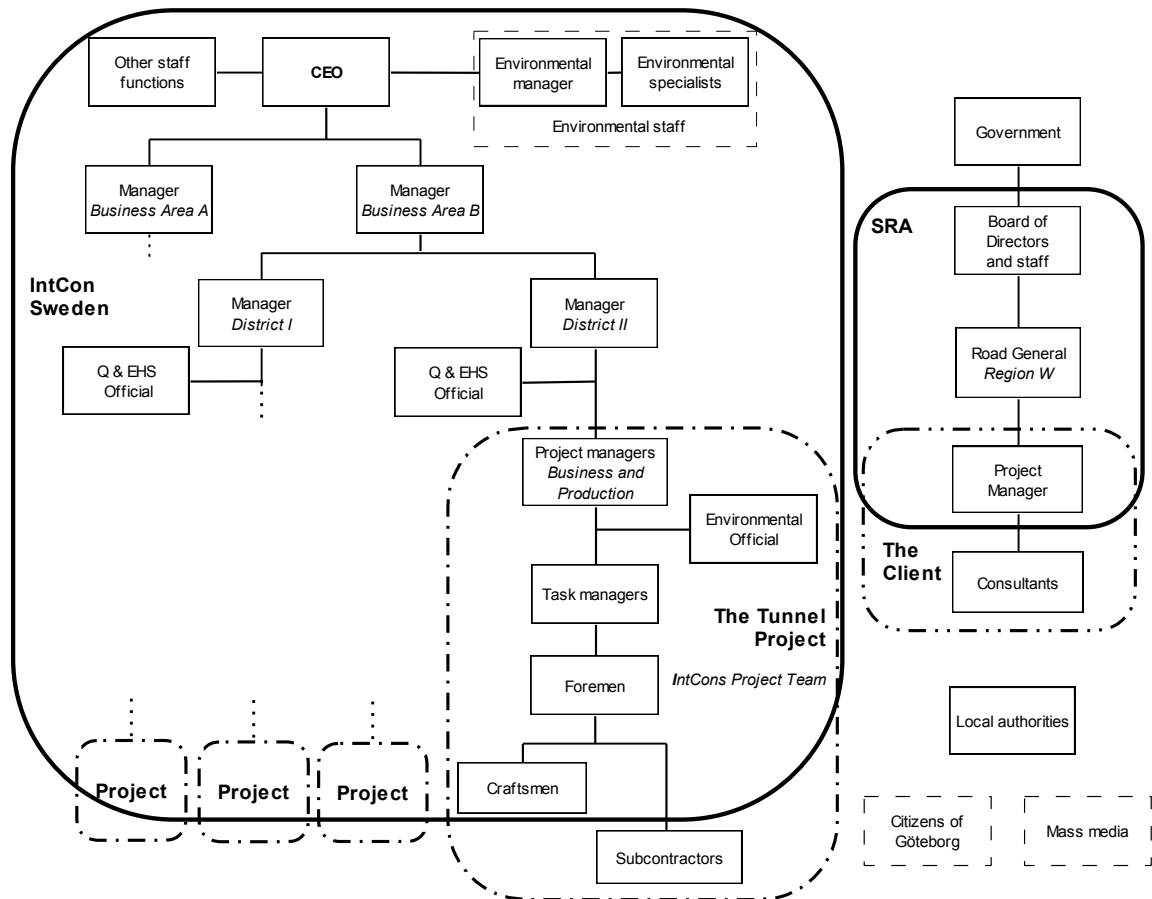 Other staff
functions
CEO
Environmental
manager
Environmental
specialists
Environmental staff
Government
Manager
Business Area A
Manager
Business Area B
SRA
Board of
Directors
and staff
IntCon
Sweden
Manager
District I
Manager
District II
Q & EHS
Official
Q & EHS
Official
Road General
Region W
Project managers
Business and
Production
Project
Manager
Environmental
Official
The
Client
Consultants
Task managers
The Tunnel
Project
Foremen
IntCons Project Team
Local authorities
Project
Project
Project
Craftsmen
Citizens of
Göteborg
Mass media
Subcontractors